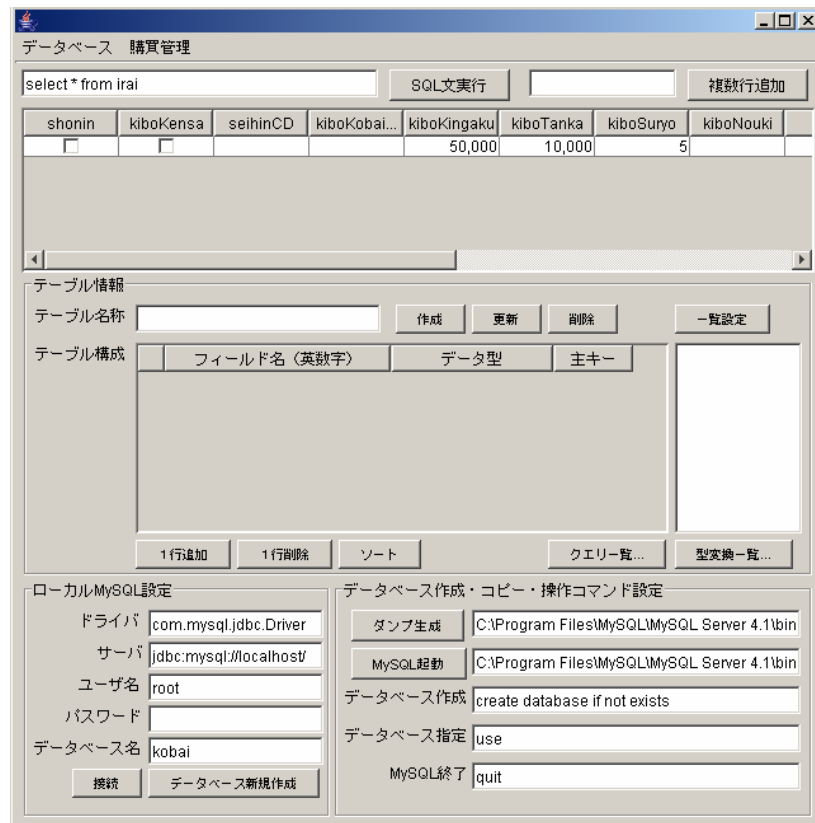 データベース 購買管理
select * from irai SQL文実行 複数行追加
shonin kiboKensa seihinCD kiboKobai... kiboKingaku kiboTanka kiboSuryo kiboNouki
50,000 10,000 5
テーブル情報
テーブル名称 作成 更新 削除 一覧設定
テーブル構成 フィールド名（英数字） データ型 主キー
1行追加 1行削除 ソート クエリ一覧... 型変換一覧...
ローカルMySQL設定
ドライバ com.mysql.jdbc.Driver
サーバ jdbc:mysql://localhost/
ユーザ名 root
パスワード
データベース名 kobai
接続 データベース新規作成
データベース作成・コピー・操作コマンド設定
ダンプ生成 C:\Program Files\MySQL\MySQL Server 4.1\bin
MySQL起動 C:\Program Files\MySQL\MySQL Server 4.1\bin
データベース作成 create database if not exists
データベース指定 use
MySQL終了 quit